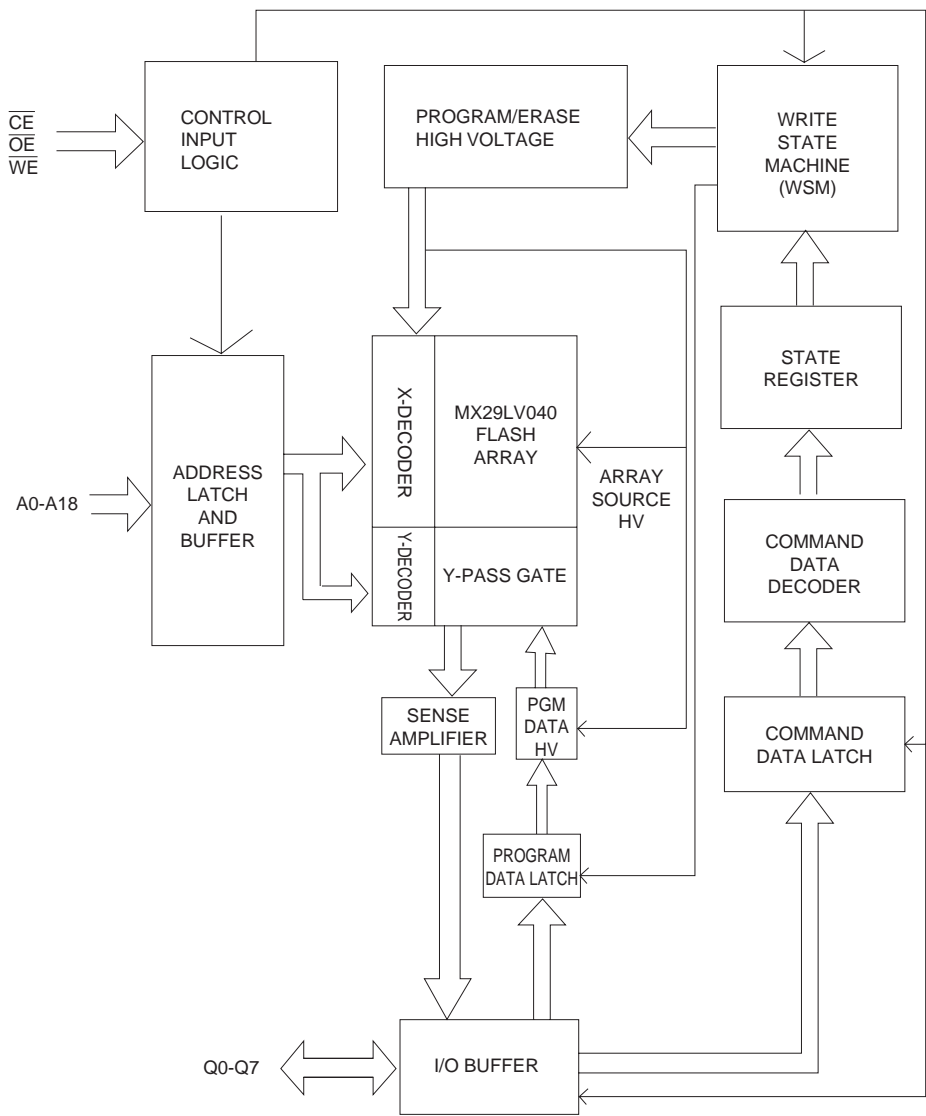 CE
OE
WE
CONTROL
INPUT
LOGIC
PROGRAM/ERASE
HIGH VOLTAGE
WRITE
STATE
MACHINE
(WSM)
STATE
REGISTER
X-DECODER
MX29LV040
FLASH
ARRAY
ARRAY
SOURCE
HV
A0-A18
ADDRESS
LATCH
AND
BUFFER
Y-DECODER
Y-PASS GATE
COMMAND
DATA
DECODER
SENSE
AMPLIFIER
PGM
DATA
HV
COMMAND
DATA LATCH
PROGRAM
DATA LATCH
Q0-Q7
I/O BUFFER